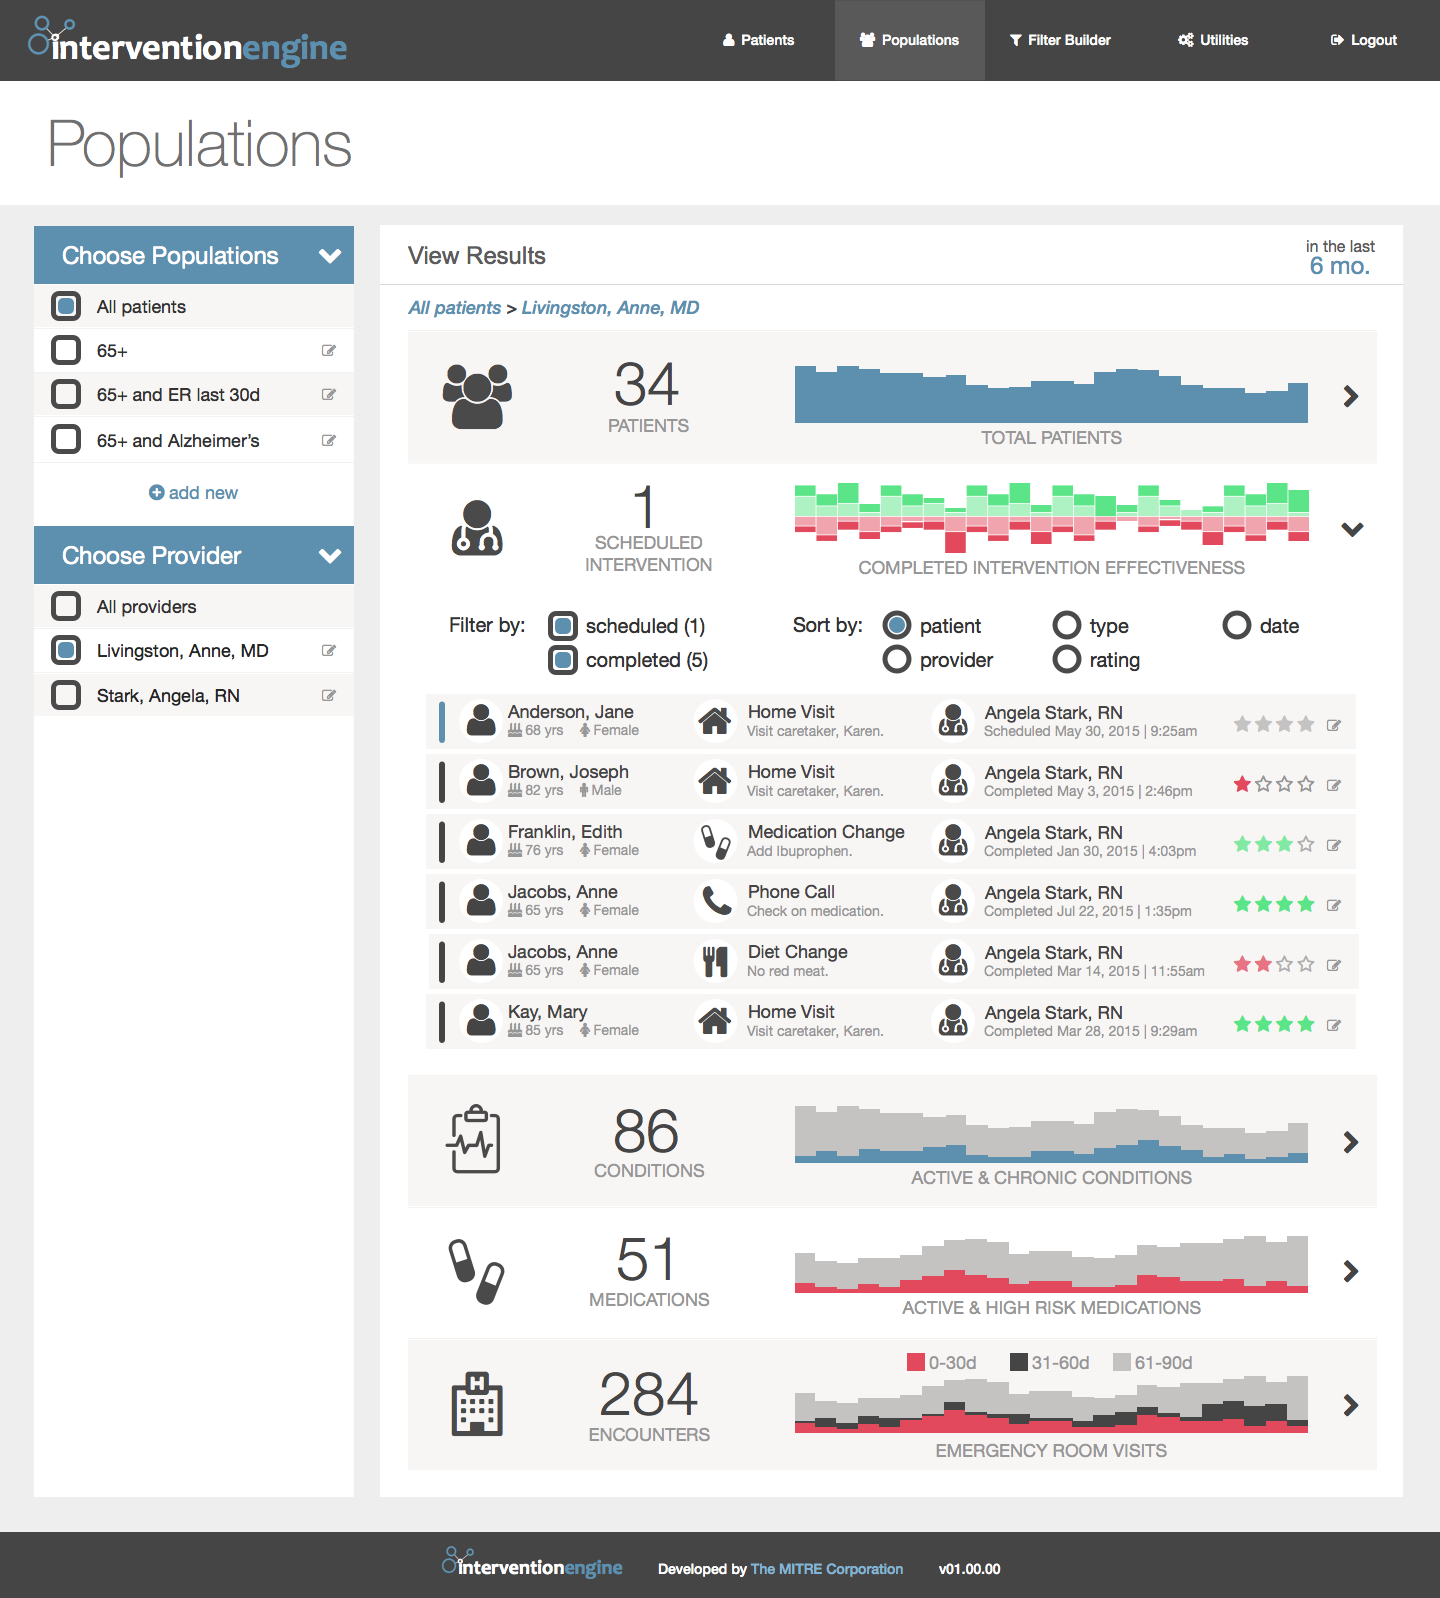 interventionengine
Patients
Populations
Filter Builder
Utilities
Logout
Populations
Choose Populations
All patients
65+
65+ and ER last 30d
65+ and Alzheimer's
add new
Choose Provider
All providers
Livingston, Anne, MD
Stark, Angela, RN
View Results
in the last
6 mo.
All patients > Livingston, Anne, MD
34
PATIENTS
TOTAL PATIENTS
1
SCHEDULED
INTERVENTION
COMPLETED INTERVENTION EFFECTIVENESS
Filter by:
scheduled (1)
completed (5)
Sort by:
patient
type
date
provider
rating
Anderson, Jane
68 yrs Female
Home Visit
Visit caretaker, Karen.
Angela Stark, RN
Scheduled May 30, 2015 | 9:25am
Brown, Joseph
82 yrs Male
Home Visit
Visit caretaker, Karen.
Angela Stark, RN
Completed May 3, 2015 | 2:46pm
Franklin, Edith
76 yrs Female
Medication Change
Add Ibuprophen.
Angela Stark, RN
Completed Jan 30, 2015 | 4:03pm
Jacobs, Anne
65 yrs Female
Phone Call
Check on medication.
Angela Stark, RN
Completed Jul 22, 2015 | 1:35pm
Jacobs, Anne
65 yrs Female
Diet Change
No red meat.
Angela Stark, RN
Completed Mar 14, 2015 | 11:55am
Kay, Mary
85 yrs Female
Home Visit
Visit caretaker, Karen.
Angela Stark, RN
Completed Mar 28, 2015 | 9:29am
86
CONDITIONS
ACTIVE & CHRONIC CONDITIONS
51
MEDICATIONS
ACTIVE & HIGH RISK MEDICATIONS
H
284
ENCOUNTERS
0-30d
31-60d
61-90d
EMERGENCY ROOM VISITS
interventionengine
Developed by The MITRE Corporation
v01.00.00